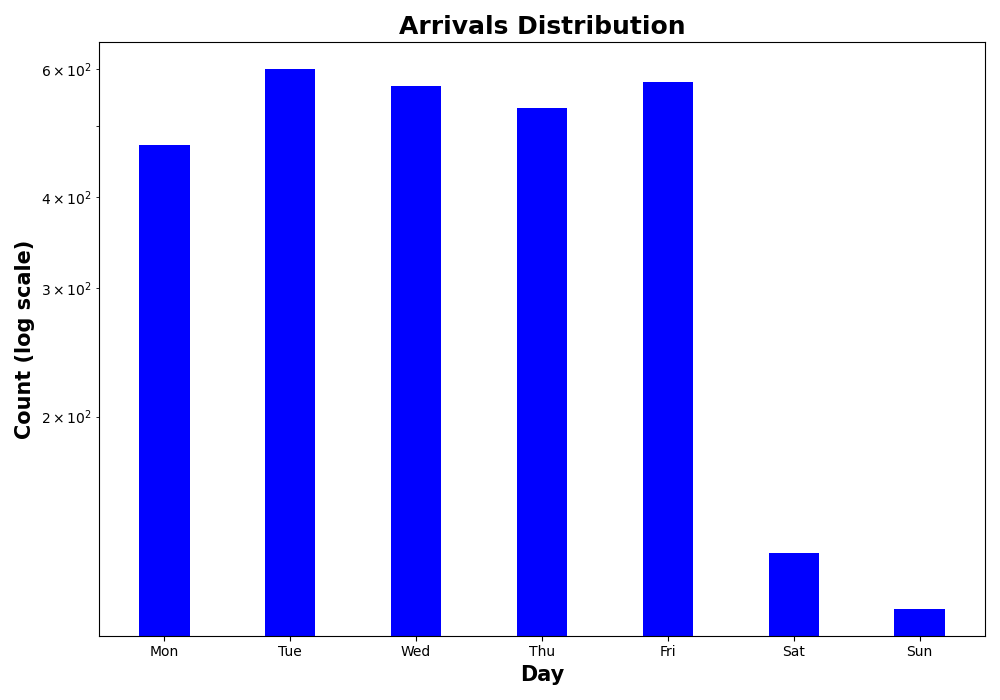 Arrivals Distribution
Count (log scale)
6 × 10²
4 × 10²
3 × 10²
2 × 10²
Mon Tue Wed Thu Fri Sat Sun
Day